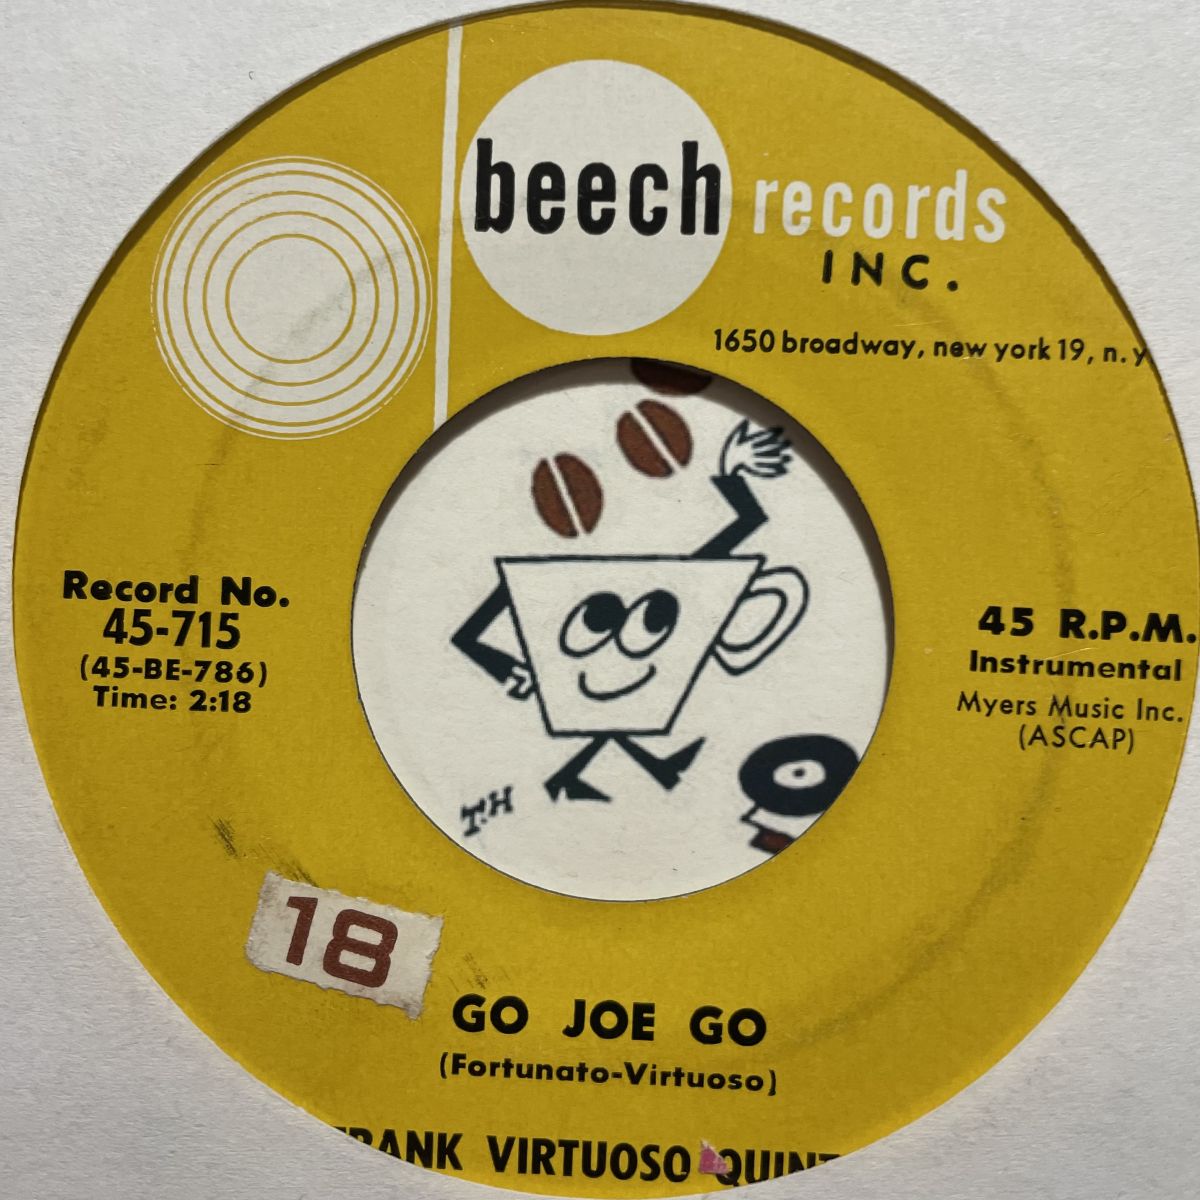 beech records
INC.
1650 broadway, new york 19, n.y
Record No.
45-715
(45-BE-786)
Time: 2:18
45 R.P.M.
Instrumental
Myers Music Inc.
(ASCAP)
T.H
18
GO JOE GO
(Fortunato-Virtuoso)
FRANK VIRTUOSO